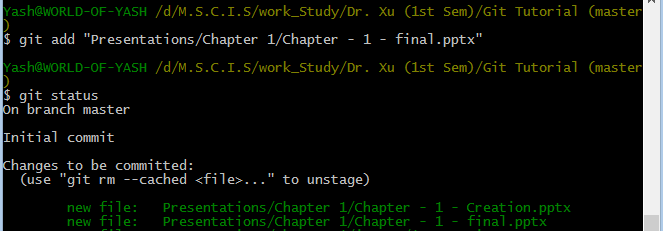 Yash@WORLD-OF-YASH /d/M.S.C.I.S/work_Study/Dr. Xu (1st Sem)/Git Tutorial (master
)
$ git add "Presentations/Chapter 1/Chapter - 1 - final.pptx"
Yash@WORLD-OF-YASH /d/M.S.C.I.S/work_Study/Dr. Xu (1st Sem)/Git Tutorial (master
)
$ git status
On branch master
Initial commit
Changes to be committed:
(use "git rm --cached <file>..." to unstage)
new file: Presentations/Chapter 1/Chapter - 1 - Creation.pptx
new file: Presentations/Chapter 1/Chapter - 1 - final.pptx